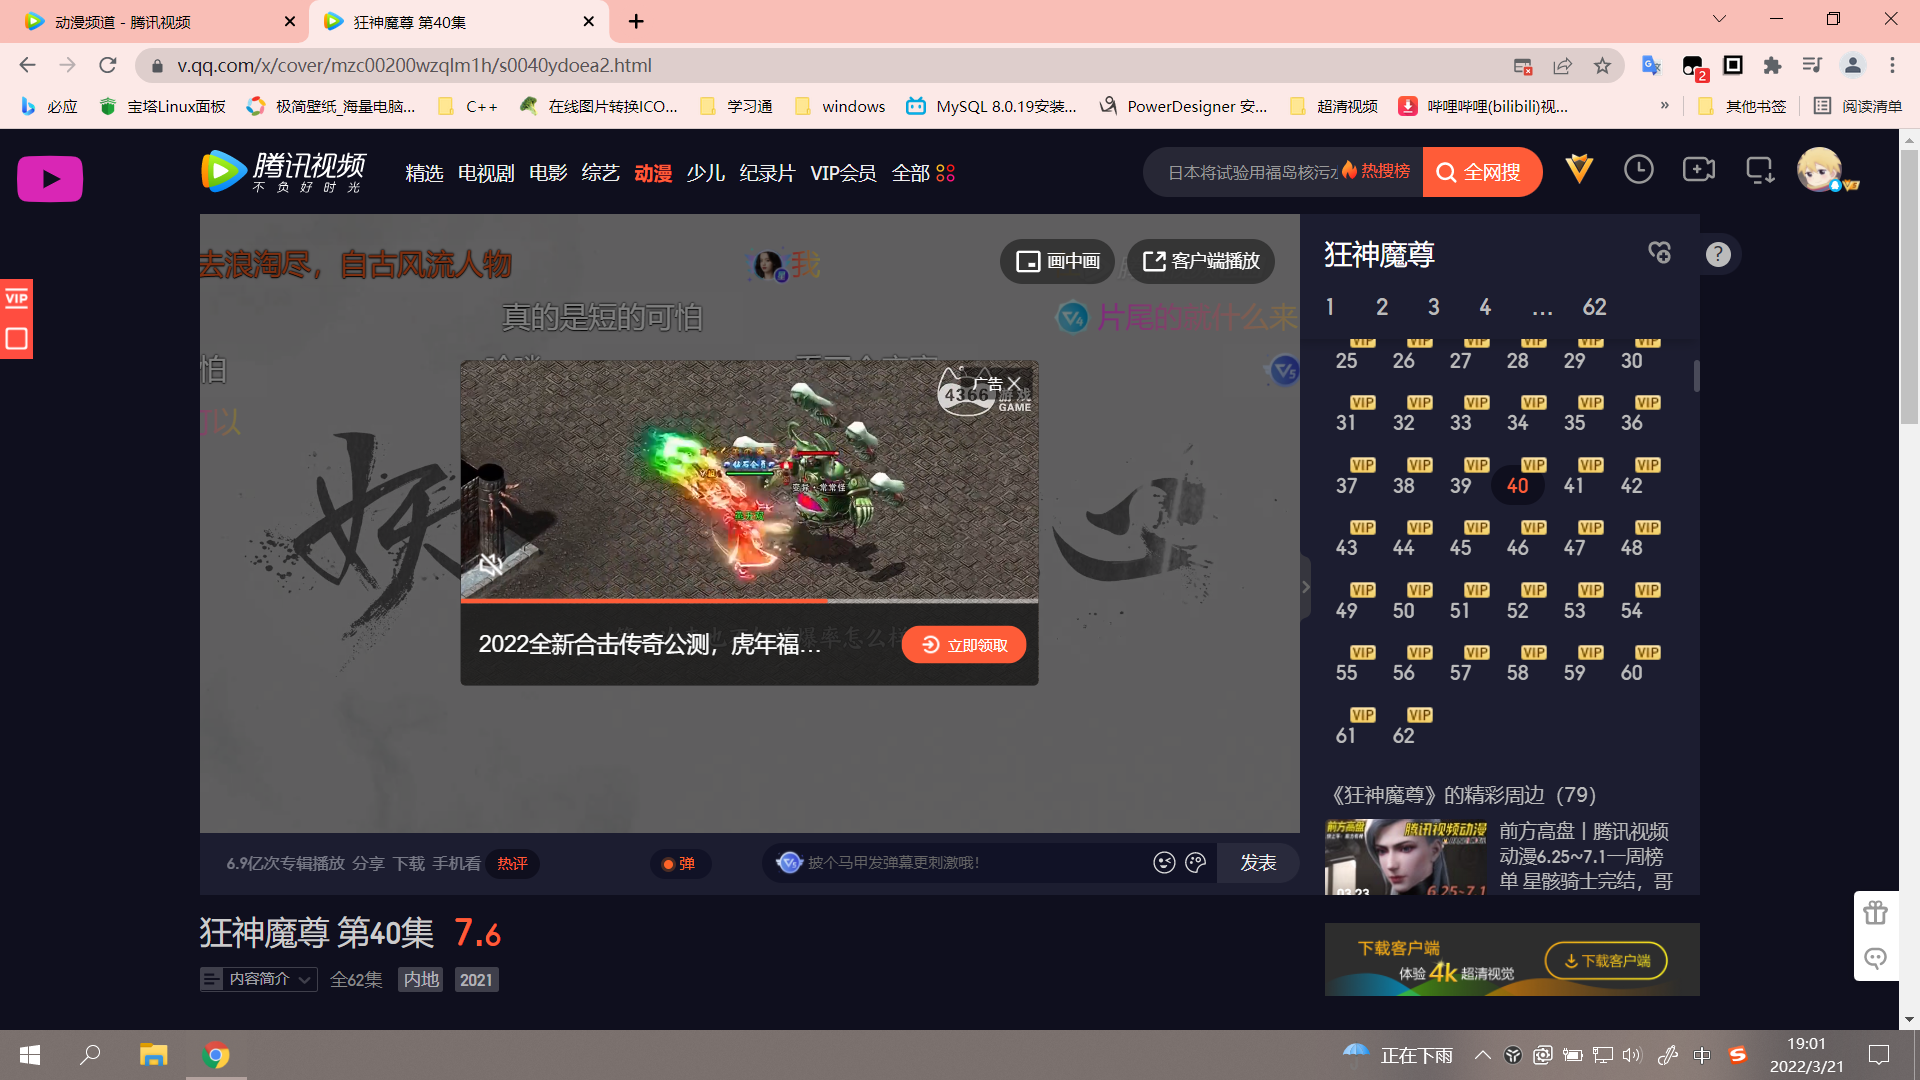 动漫频道 - 腾讯视频
狂神魔尊 第40集
v.qq.com/x/cover/mzc00200wzqlm1h/s0040ydoea2.html
2
必应
宝塔Linux面板
极简壁纸_海量电脑...
C++
在线图片转换ICO...
学习通
windows
MySQL 8.0.19安装...
PowerDesigner 安...
超清视频
哔哩哔哩(bilibili)视...
»
其他书签
阅读清单
腾讯视频
不负好时光
精选 电视剧 电影 综艺 动漫 少儿 纪录片 VIP会员 全部
日本将试验用福岛核污水
热搜榜
全网搜
VIP
去浪淘尽，自古风流人物
我
画中画
客户端播放
真的是短的可怕
V4
片尾的就什么来
怕
V5
可以
妖
广告
4366 游戏
GAME
钻石会员
2022全新合击传奇公测，虎年福...
立即领取
狂神魔尊
?
1 2 3 4 ... 62
VIP VIP VIP VIP VIP VIP
25 26 27 28 29 30
VIP VIP VIP VIP VIP VIP
31 32 33 34 35 36
VIP VIP VIP VIP VIP VIP
37 38 39 40 41 42
VIP VIP VIP VIP VIP VIP
43 44 45 46 47 48
VIP VIP VIP VIP VIP VIP
49 50 51 52 53 54
VIP VIP VIP VIP VIP VIP
55 56 57 58 59 60
VIP VIP
61 62
《狂神魔尊》的精彩周边（79）
前方高盘
腾讯视频动漫
03:23
6.25~7.1
前方高盘丨腾讯视频
动漫6.25~7.1一周榜
单 星骸骑士完结，哥
6.9亿次专辑播放 分享 下载 手机看 热评
弹
V5
披个马甲发弹幕更刺激哦!
发表
狂神魔尊 第40集 7.6
内容简介
全62集
内地
2021
下载客户端
体验 4k 超清视觉
下载客户端
正在下雨
中
19:01
2022/3/21